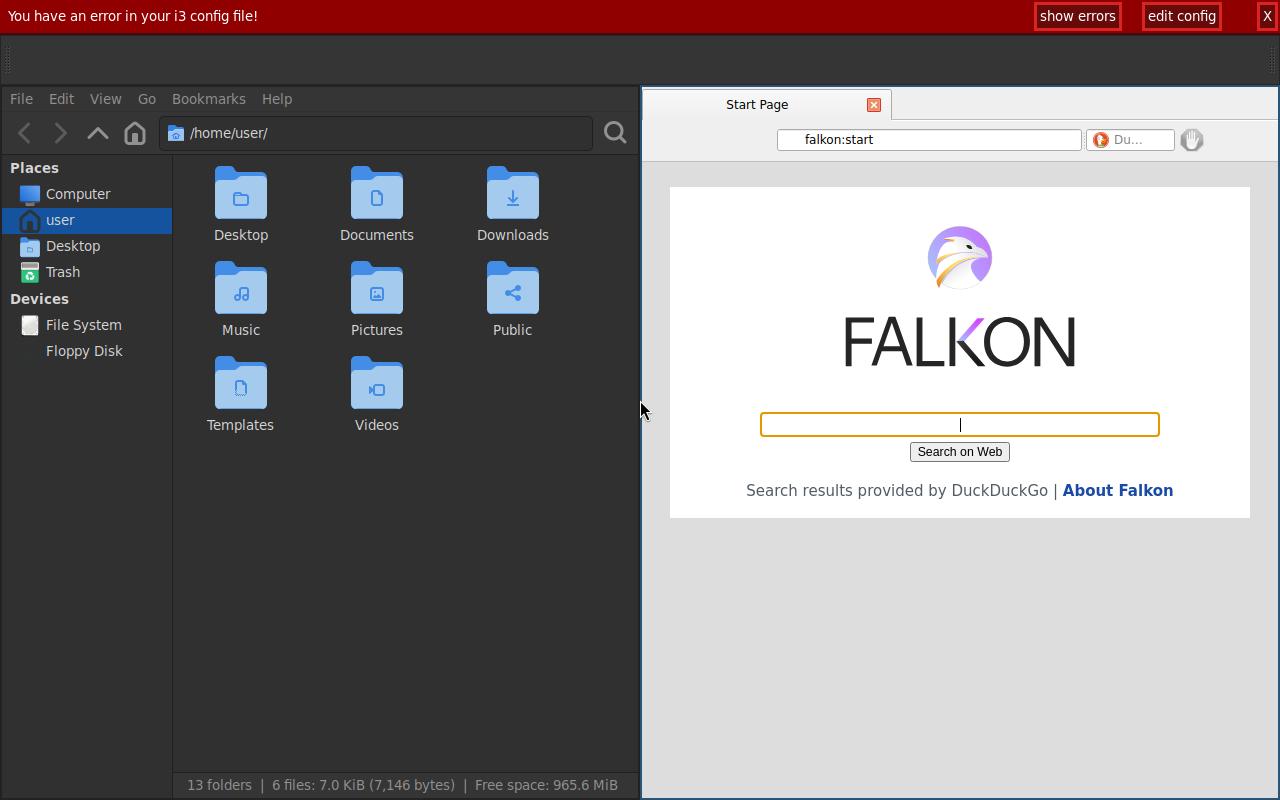 You have an error in your i3 config file!
show errors
edit config
X
File Edit View Go Bookmarks Help
/home/user/
Places
Computer
user
Desktop
Trash
Devices
File System
Floppy Disk
Desktop
Documents
Downloads
Music
Pictures
Public
Templates
Videos
13 folders | 6 files: 7.0 KiB (7,146 bytes) | Free space: 965.6 MiB
Start Page
falkon:start
Du...
FALKON
Search on Web
Search results provided by DuckDuckGo | About Falkon